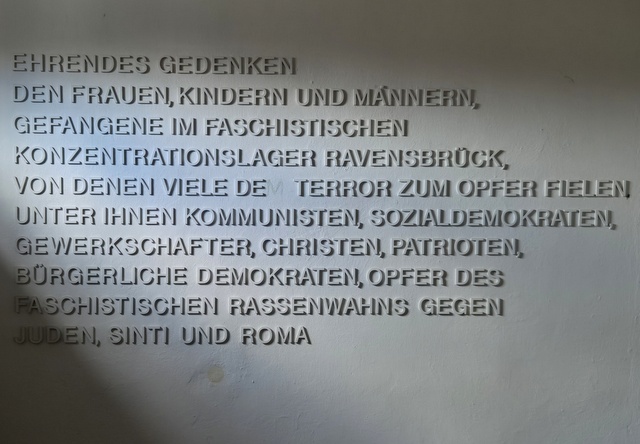 EHRENDES GEDENKEN
DEN FRAUEN, KINDERN UND MÄNNERN,
GEFANGENE IM FASCHISTISCHEN
KONZENTRATIONSLAGER RAVENSBRÜCK,
VON DENEN VIELE DEM TERROR ZUM OPFER FIELEN,
UNTER IHNEN KOMMUNISTEN, SOZIALDEMOKRATEN,
GEWERKSCHAFTER, CHRISTEN, PATRIOTEN,
BÜRGERLICHE DEMOKRATEN, OPFER DES
FASCHISTISCHEN RASSENWAHNS GEGEN
JUDEN, SINTI UND ROMA